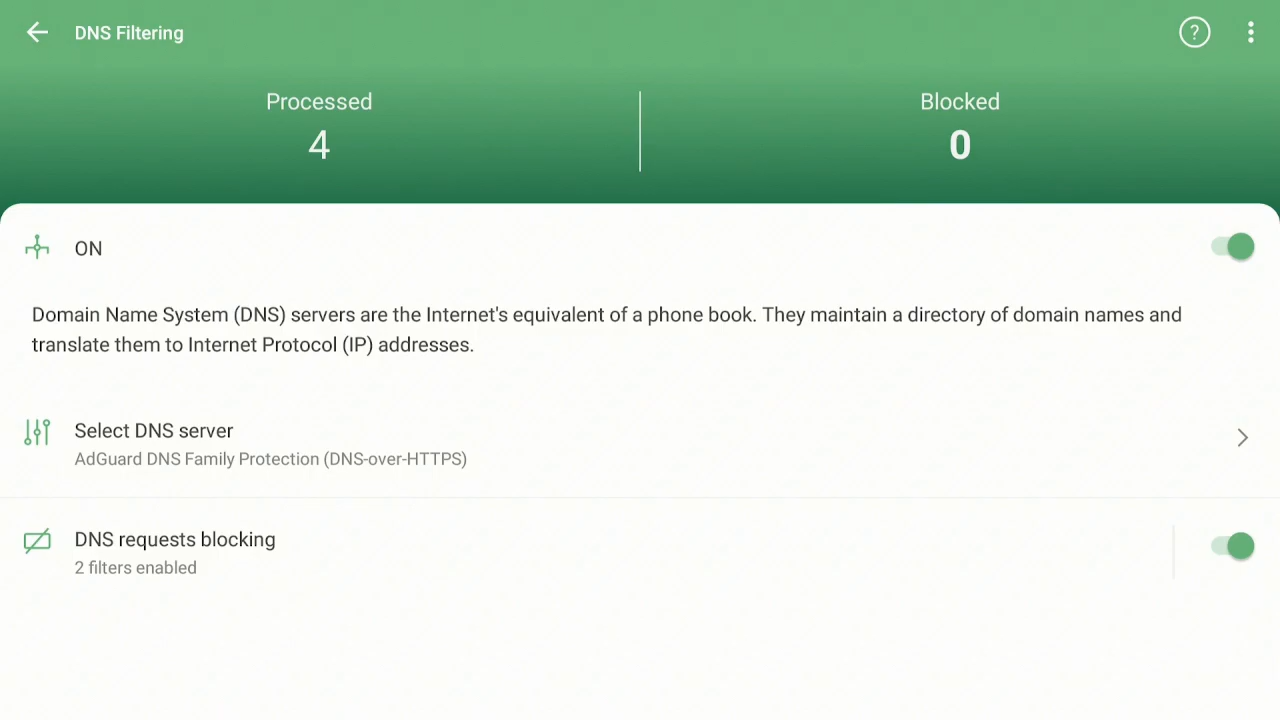 DNS Filtering
?
Processed
4
Blocked
0
ON
Domain Name System (DNS) servers are the Internet's equivalent of a phone book. They maintain a directory of domain names and
translate them to Internet Protocol (IP) addresses.
Select DNS server
AdGuard DNS Family Protection (DNS-over-HTTPS)
DNS requests blocking
2 filters enabled